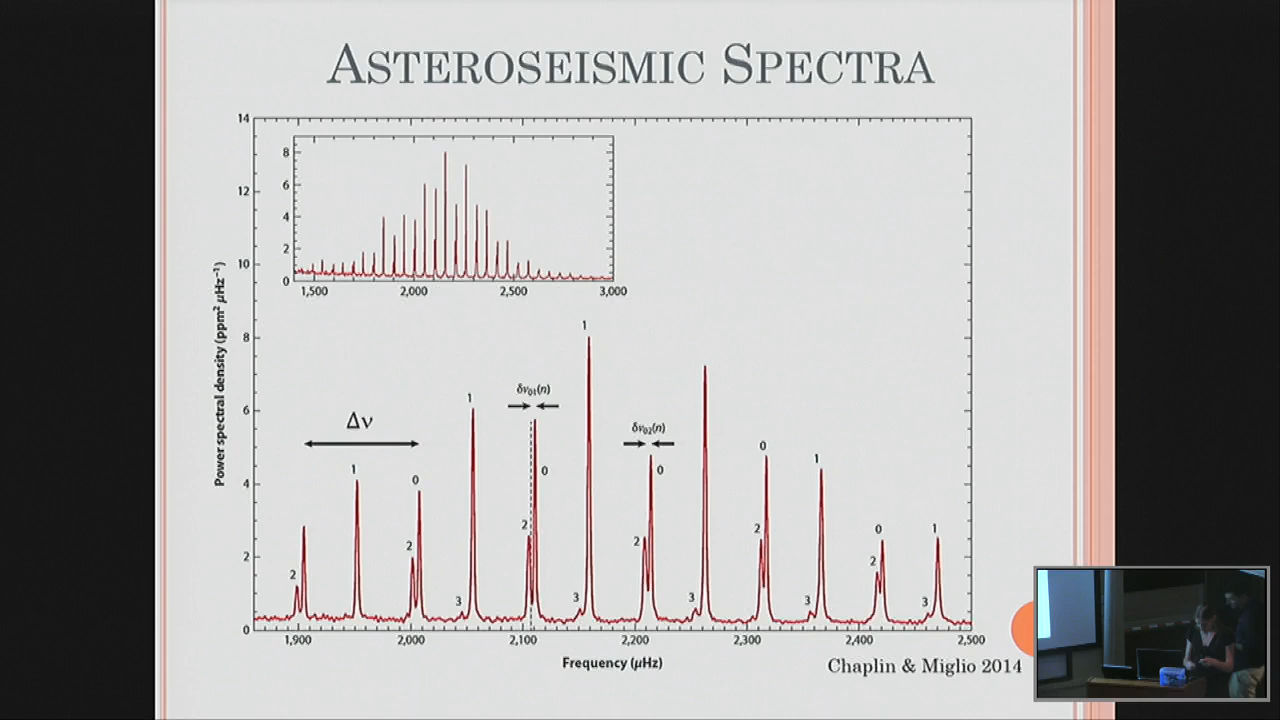 ASTEROSEISMIC SPECTRA
14
12
10
8
6
4
2
0
Power spectral density (ppm² μHz⁻¹)
8
6
4
2
0
1,500 2,000 2,500 3,000
Δν
δν₀₁(n)
δν₀₂(n)
2
1
2 0
3 1
2 0
3 1
2 0
3
2 0
3 1
2 0
3 1
1,900 2,000 2,100 2,200 2,300 2,400 2,500
Frequency (μHz)
Chaplin & Miglio 2014